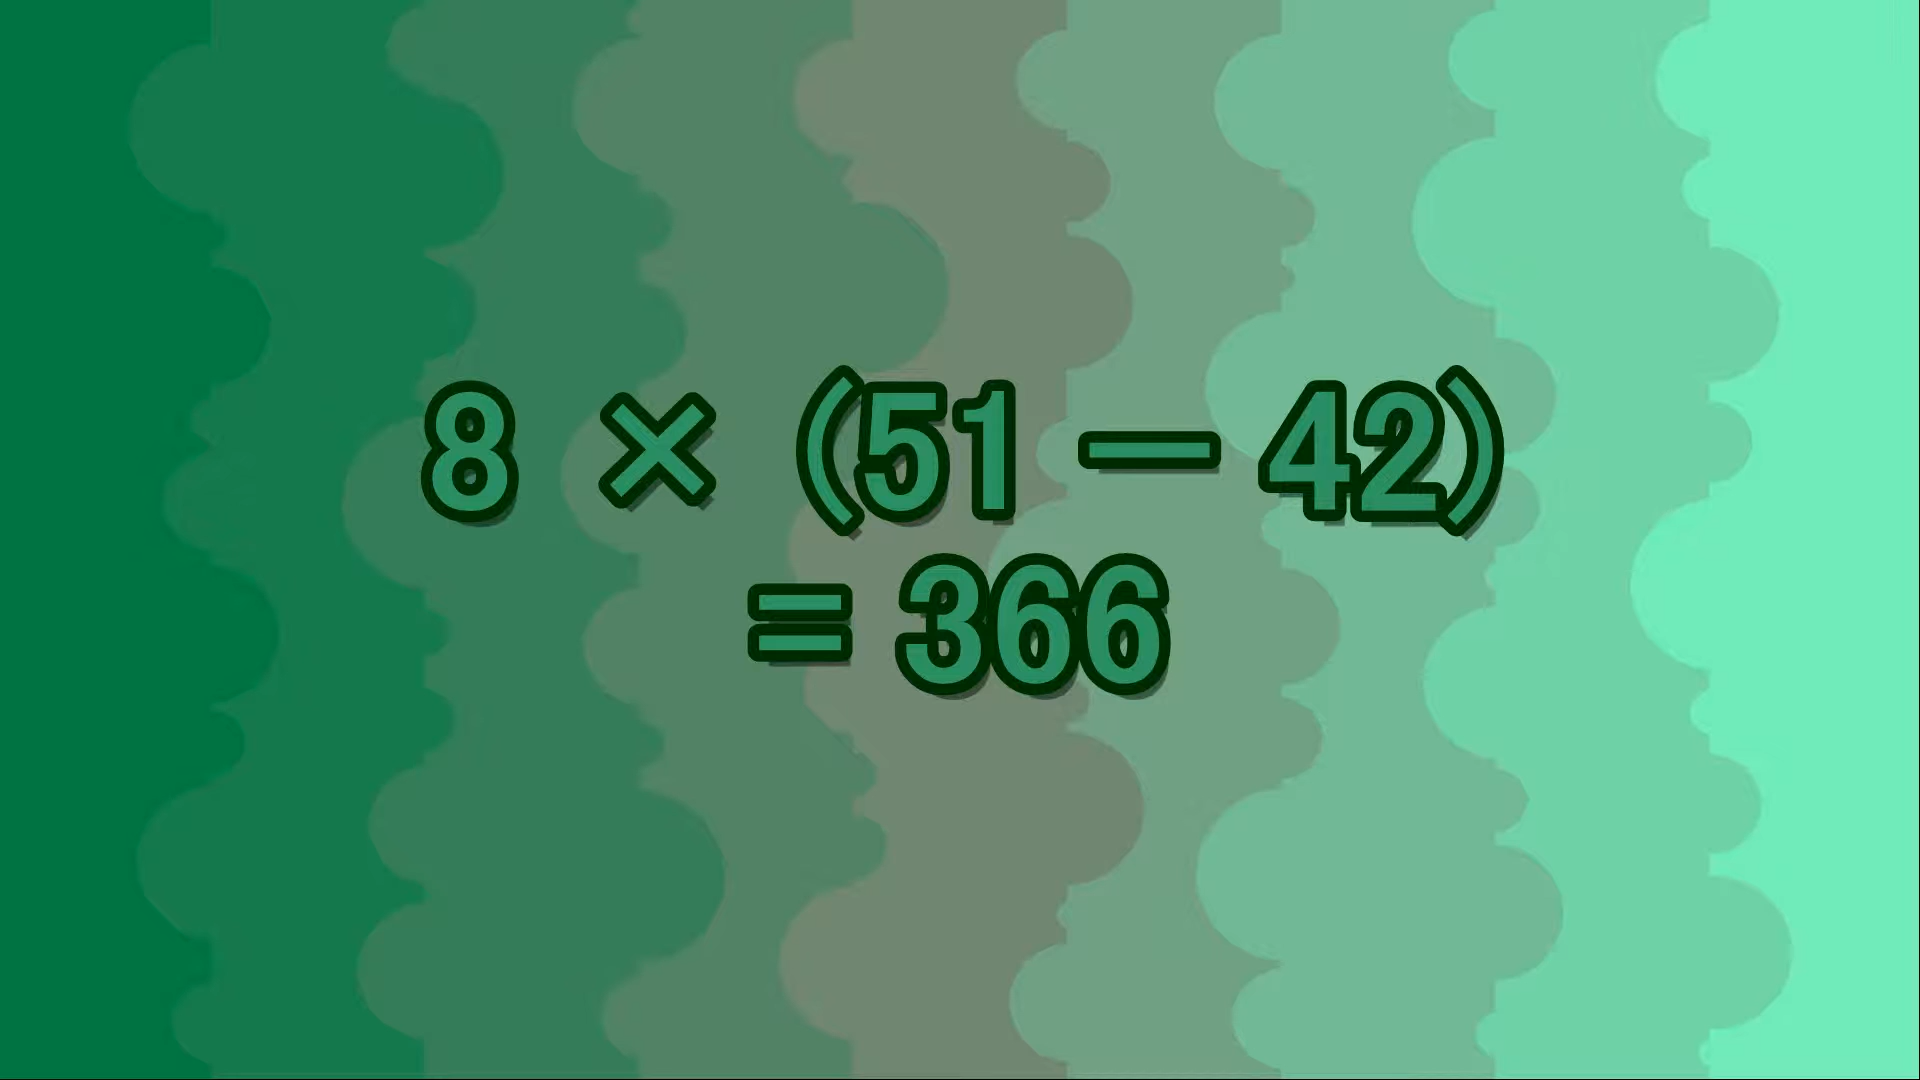 8 × (51 — 42)
= 366